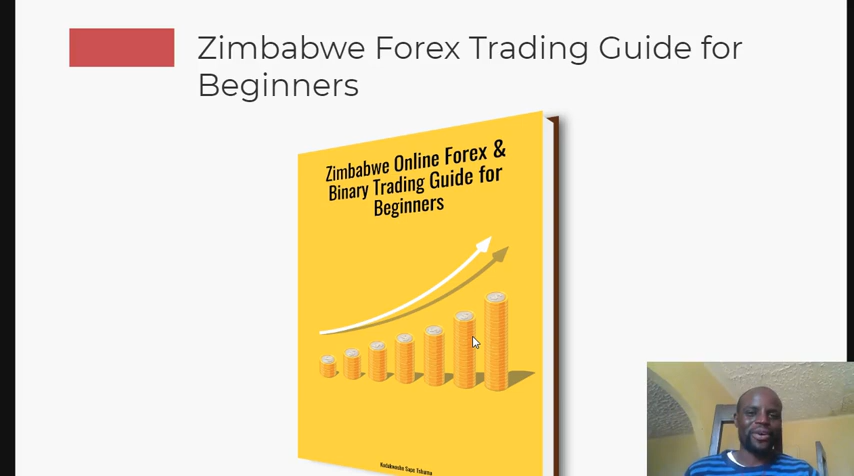 Zimbabwe Forex Trading Guide for
Beginners
Zimbabwe Online Forex &
Binary Trading Guide for
Beginners